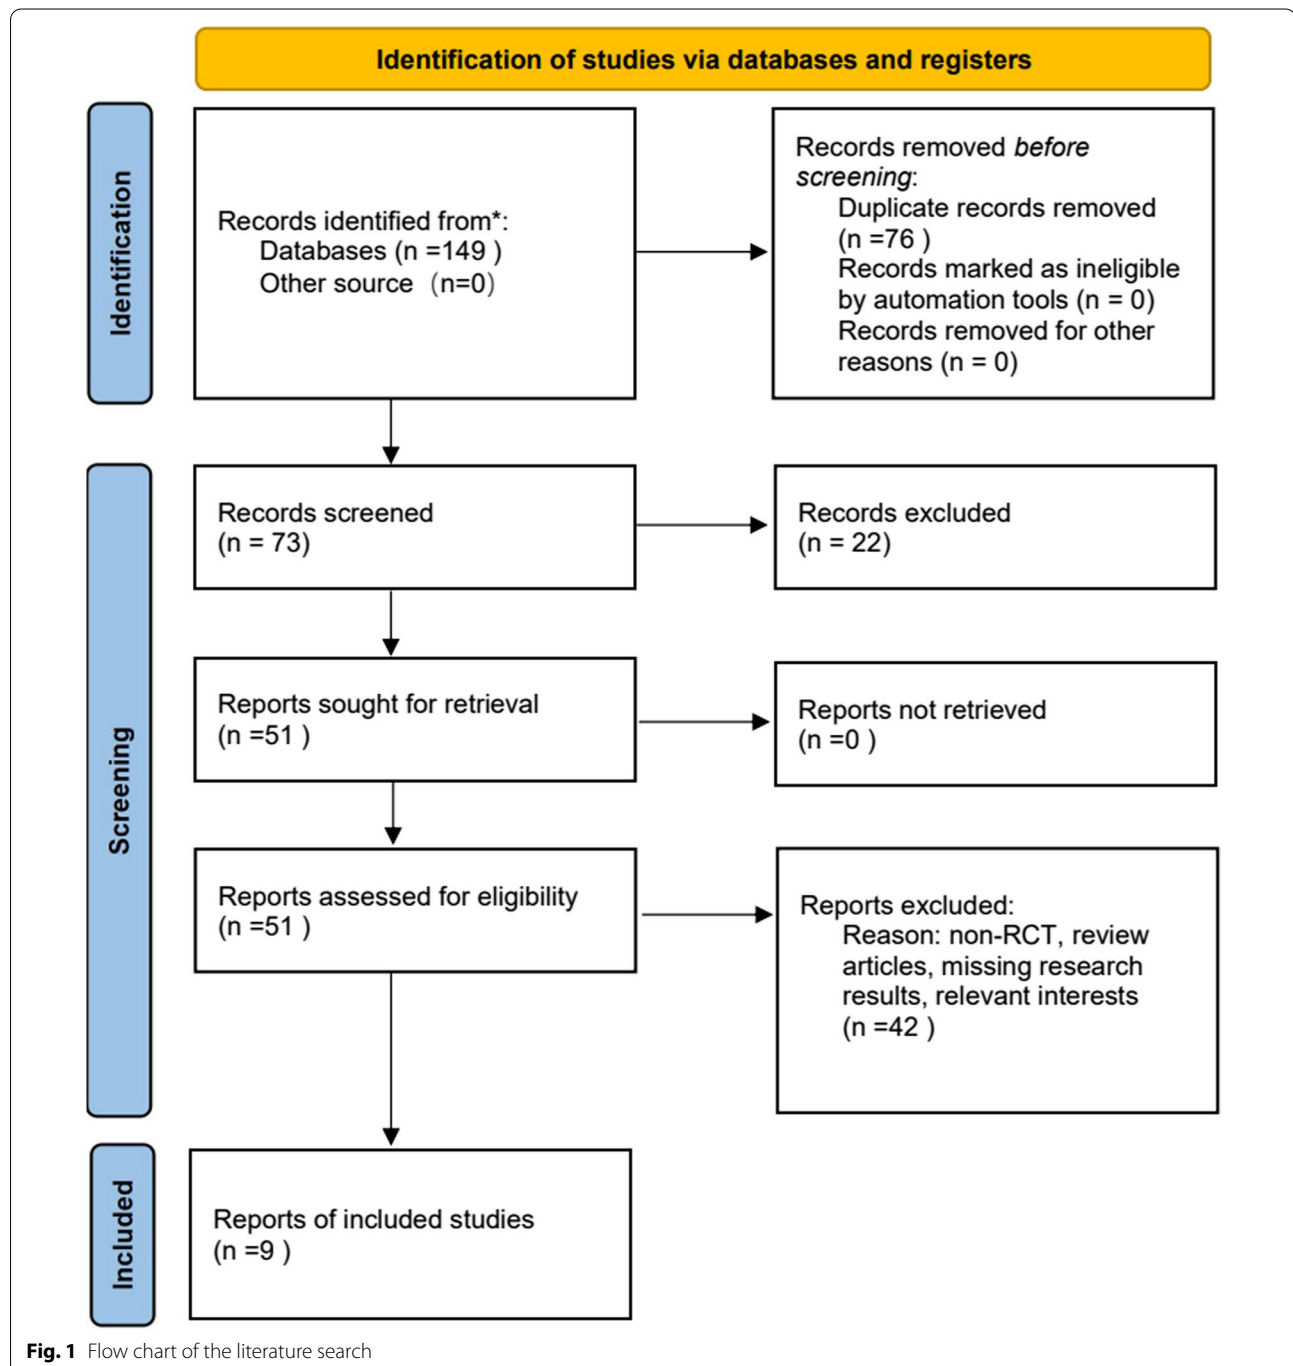 Identification of studies via databases and registers
Identification
Records identified from*:
Databases (n =149 )
Other source (n=0)
Records removed before
screening:
Duplicate records removed
(n =76 )
Records marked as ineligible
by automation tools (n = 0)
Records removed for other
reasons (n = 0)
Screening
Records screened
(n = 73)
Records excluded
(n = 22)
Reports sought for retrieval
(n =51 )
Reports not retrieved
(n =0 )
Reports assessed for eligibility
(n =51 )
Reports excluded:
Reason: non-RCT, review
articles, missing research
results, relevant interests
(n =42 )
Included
Reports of included studies
(n =9 )
Fig. 1 Flow chart of the literature search